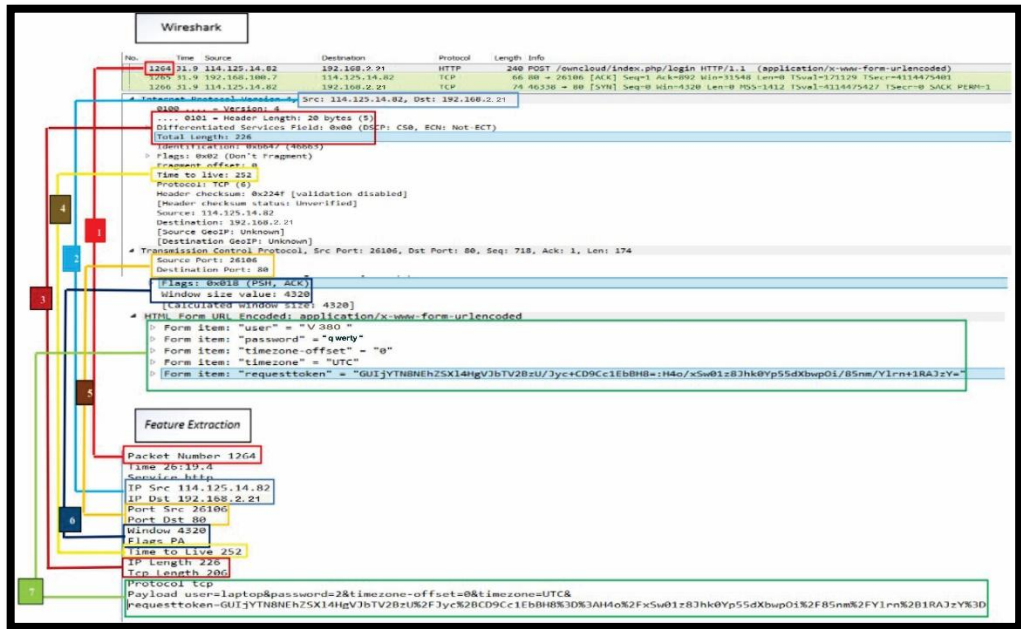 Wireshark
No. Time Source Destination Protocol Length Info
1264 31.9 114.125.14.82 192.168.2.21 HTTP 240 POST /owncloud/index.php/login HTTP/1.1 (application/x-www-form-urlencoded)
1265 31.9 192.168.100.7 114.125.14.82 TCP 66 80 → 26106 [ACK] Seq=1 Ack=892 Win=31548 Len=0 TSval=171129 TSecr=4114475401
1266 31.9 114.125.14.82 192.168.2.21 TCP 74 46338 → 80 [SYN] Seq=0 Win=4320 Len=0 MSS=1412 TSval=4114475427 TSecr=0 SACK PERM=1
Internet Protocol Version 4, Src: 114.125.14.82, Dst: 192.168.2.21
0100 .... = Version: 4
.... 0101 = Header Length: 20 bytes (5)
Differentiated Services Field: 0x00 (DSCP: CS0, ECN: Not-ECT)
Total Length: 226
Identification: 0xb647 (46663)
Flags: 0x02 (Don't Fragment)
Fragment offset: 0
Time to live: 252
Protocol: TCP (6)
Header checksum: 0x224f [validation disabled]
[Header checksum status: Unverified]
Source: 114.125.14.82
Destination: 192.168.2.21
[Source GeoIP: Unknown]
[Destination GeoIP: Unknown]
Transmission Control Protocol, Src Port: 26106, Dst Port: 80, Seq: 718, Ack: 1, Len: 174
Source Port: 26106
Destination Port: 80
Flags: 0x018 (PSH, ACK)
Window size value: 4320
[Calculated window size: 4320]
HTML Form URL Encoded: application/x-www-form-urlencoded
Form item: "user" = "V 380 "
Form item: "password" = "qwerty"
Form item: "timezone-offset" = "0"
Form item: "timezone" = "UTC"
Form item: "requesttoken" = "GUIjYTN8NEhZSXl4HgVJbTV2BzU/Jyc+CD9Cc1EbBH8=:H4o/xSw01z8Jhk0Yp55dXbwpOi/85nm/Ylrn+1RAJzY="
4
1
2
3
5
6
7
Feature Extraction
Packet Number 1264
Time 26:19.4
Service http
IP Src 114.125.14.82
IP Dst 192.168.2.21
Port Src 26106
Port Dst 80
Window 4320
Flags PA
Time to Live 252
IP Length 226
Tcp Length 206
Protocol tcp
Payload user=laptop&password=2&timezone-offset=0&timezone=UTC&
requesttoken=GUIjYTN8NEhZSXl4HgVJbTV2BzU%2FJyc%2BCD9Cc1EbBH8%3D%3AH4o%2FxSw01z8Jhk0Yp55dXbwpOi%2F85nm%2FYlrn%2B1RAJzY%3D